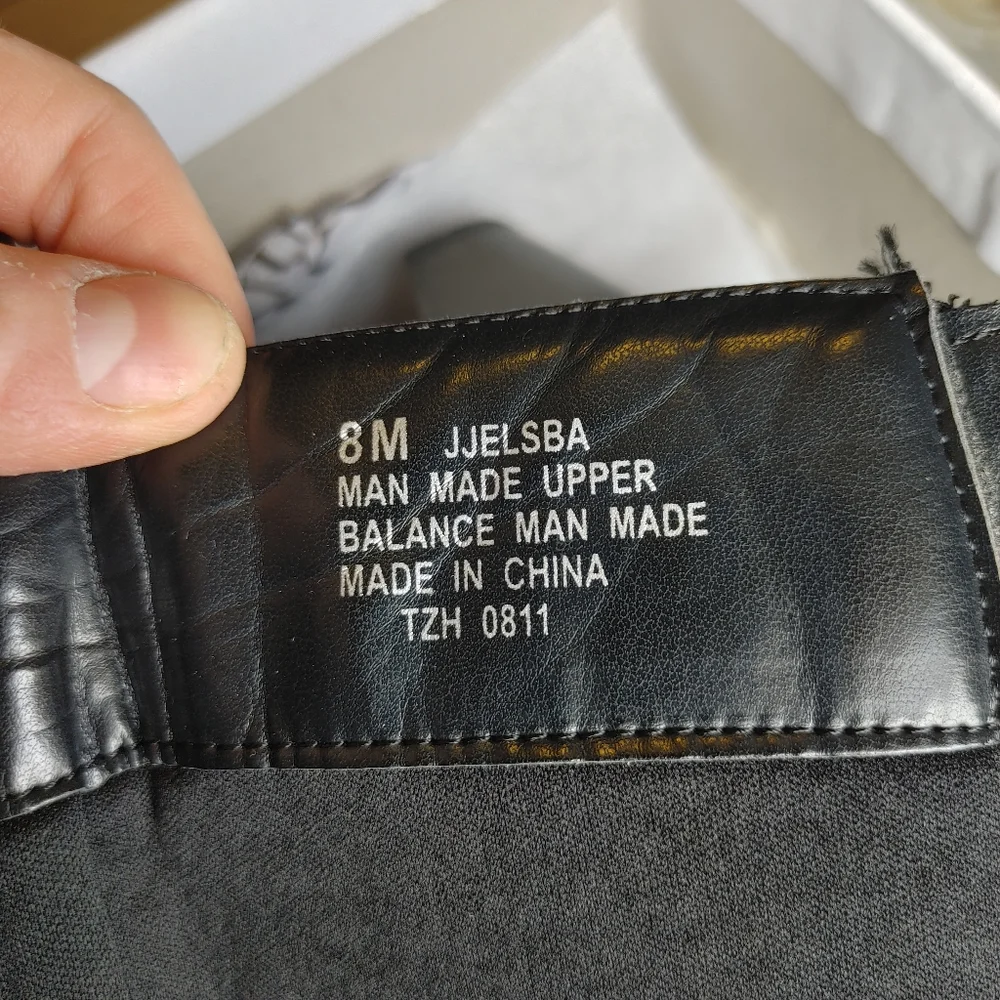 8M JJELSBA
MAN MADE UPPER
BALANCE MAN MADE
MADE IN CHINA
TZH 0811